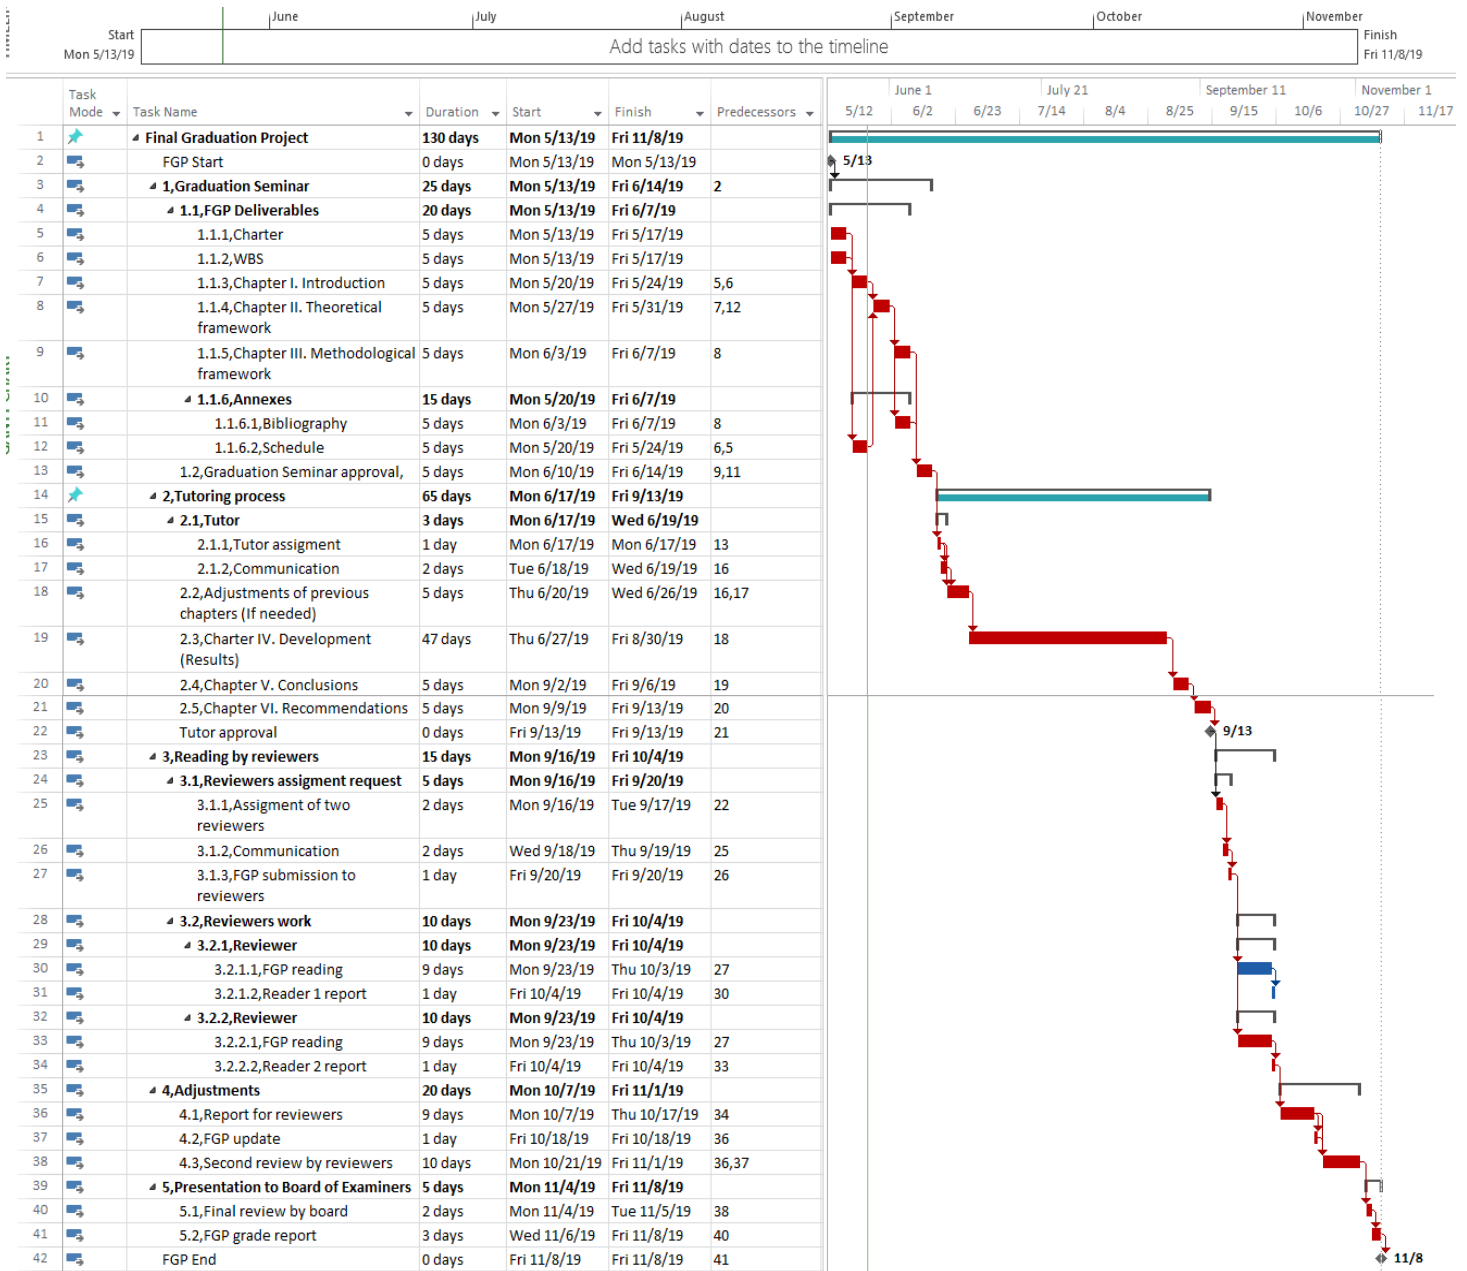 June July August September October November
Start
Mon 5/13/19
Add tasks with dates to the timeline
Finish
Fri 11/8/19
Task Mode Task Name Duration Start Finish Predecessors
June 1 July 21 September 11 November 1
5/12 6/2 6/23 7/14 8/4 8/25 9/15 10/6 10/27 11/17
1 Final Graduation Project 130 days Mon 5/13/19 Fri 11/8/19
2 FGP Start 0 days Mon 5/13/19 Mon 5/13/19 5/13
3 1,Graduation Seminar 25 days Mon 5/13/19 Fri 6/14/19 2
4 1.1,FGP Deliverables 20 days Mon 5/13/19 Fri 6/7/19
5 1.1.1,Charter 5 days Mon 5/13/19 Fri 5/17/19
6 1.1.2,WBS 5 days Mon 5/13/19 Fri 5/17/19
7 1.1.3,Chapter I. Introduction 5 days Mon 5/20/19 Fri 5/24/19 5,6
8 1.1.4,Chapter II. Theoretical 5 days Mon 5/27/19 Fri 5/31/19 7,12
framework
9 1.1.5,Chapter III. Methodological 5 days Mon 6/3/19 Fri 6/7/19 8
framework
10 1.1.6,Annexes 15 days Mon 5/20/19 Fri 6/7/19
11 1.1.6.1,Bibliography 5 days Mon 6/3/19 Fri 6/7/19 8
12 1.1.6.2,Schedule 5 days Mon 5/20/19 Fri 5/24/19 6,5
13 1.2,Graduation Seminar approval, 5 days Mon 6/10/19 Fri 6/14/19 9,11
14 2,Tutoring process 65 days Mon 6/17/19 Fri 9/13/19
15 2.1,Tutor 3 days Mon 6/17/19 Wed 6/19/19
16 2.1.1,Tutor assigment 1 day Mon 6/17/19 Mon 6/17/19 13
17 2.1.2,Communication 2 days Tue 6/18/19 Wed 6/19/19 16
18 2.2,Adjustments of previous 5 days Thu 6/20/19 Wed 6/26/19 16,17
chapters (If needed)
19 2.3,Charter IV. Development 47 days Thu 6/27/19 Fri 8/30/19 18
(Results)
20 2.4,Chapter V. Conclusions 5 days Mon 9/2/19 Fri 9/6/19 19
21 2.5,Chapter VI. Recommendations 5 days Mon 9/9/19 Fri 9/13/19 20
22 Tutor approval 0 days Fri 9/13/19 Fri 9/13/19 21 9/13
23 3,Reading by reviewers 15 days Mon 9/16/19 Fri 10/4/19
24 3.1,Reviewers assigment request 5 days Mon 9/16/19 Fri 9/20/19
25 3.1.1,Assigment of two 2 days Mon 9/16/19 Tue 9/17/19 22
reviewers
26 3.1.2,Communication 2 days Wed 9/18/19 Thu 9/19/19 25
27 3.1.3,FGP submission to 1 day Fri 9/20/19 Fri 9/20/19 26
reviewers
28 3.2,Reviewers work 10 days Mon 9/23/19 Fri 10/4/19
29 3.2.1,Reviewer 10 days Mon 9/23/19 Fri 10/4/19
30 3.2.1.1,FGP reading 9 days Mon 9/23/19 Thu 10/3/19 27
31 3.2.1.2,Reader 1 report 1 day Fri 10/4/19 Fri 10/4/19 30
32 3.2.2,Reviewer 10 days Mon 9/23/19 Fri 10/4/19
33 3.2.2.1,FGP reading 9 days Mon 9/23/19 Thu 10/3/19 27
34 3.2.2.2,Reader 2 report 1 day Fri 10/4/19 Fri 10/4/19 33
35 4,Adjustments 20 days Mon 10/7/19 Fri 11/1/19
36 4.1,Report for reviewers 9 days Mon 10/7/19 Thu 10/17/19 34
37 4.2,FGP update 1 day Fri 10/18/19 Fri 10/18/19 36
38 4.3,Second review by reviewers 10 days Mon 10/21/19 Fri 11/1/19 36,37
39 5,Presentation to Board of Examiners 5 days Mon 11/4/19 Fri 11/8/19
40 5.1,Final review by board 2 days Mon 11/4/19 Tue 11/5/19 38
41 5.2,FGP grade report 3 days Wed 11/6/19 Fri 11/8/19 40
42 FGP End 0 days Fri 11/8/19 Fri 11/8/19 41 11/8